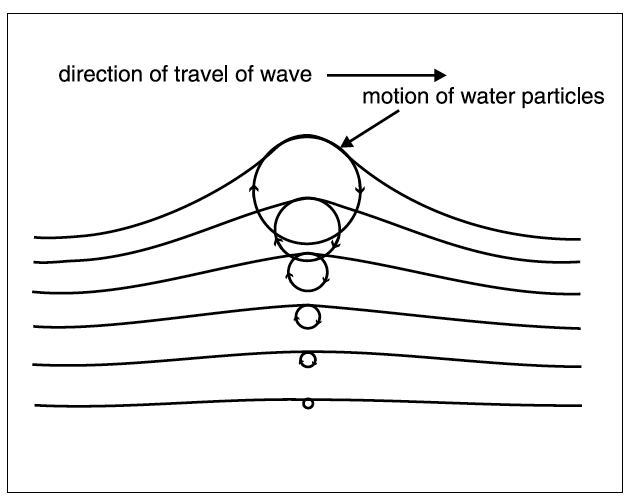 direction of travel of wave
motion of water particles